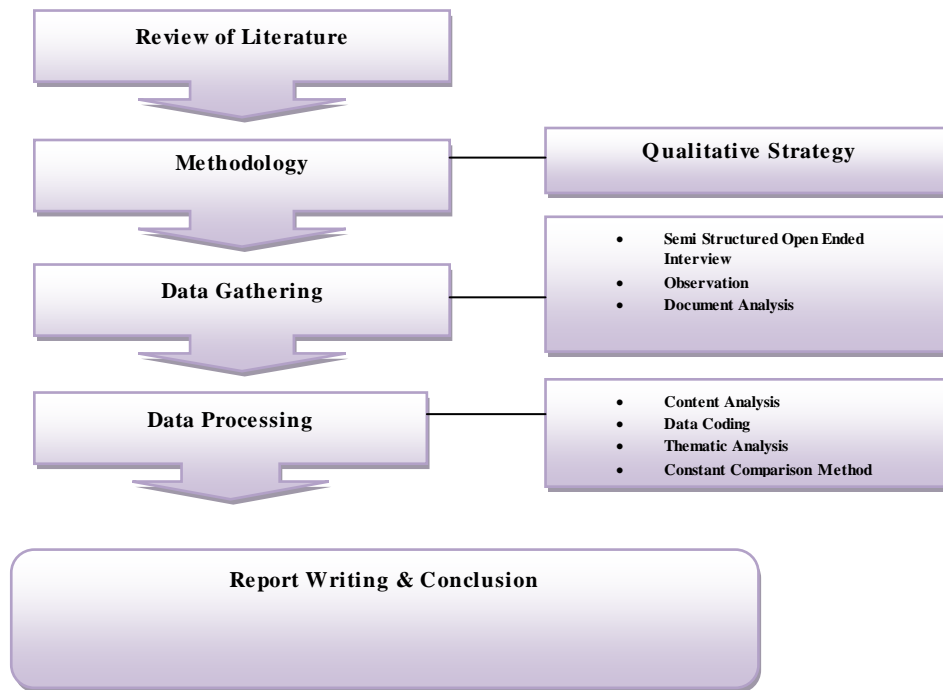 Review of Literature
Methodology
Qualitative Strategy
Data Gathering
• Semi Structured Open Ended
Interview
• Observation
• Document Analysis
Data Processing
• Content Analysis
• Data Coding
• Thematic Analysis
• Constant Comparison Method
Report Writing & Conclusion